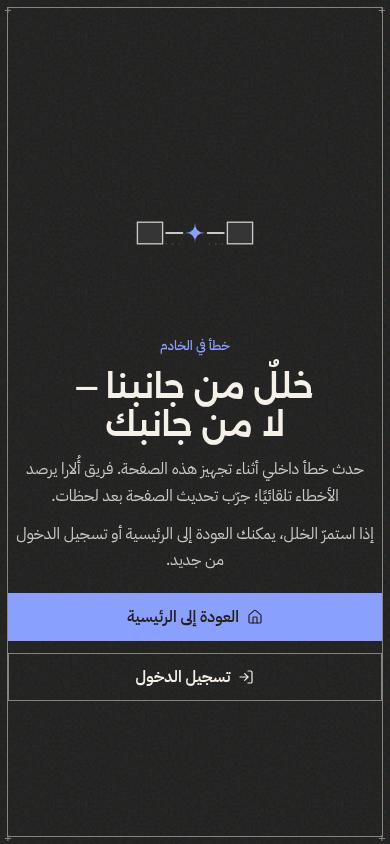 خطأ في الخادم
خللٌ من جانبنا —
لا من جانبك
حدث خطأ داخلي أثناء تجهيز هذه الصفحة. فريق ألارا يرصد
الأخطاء تلقائيًا؛ جرّب تحديث الصفحة بعد لحظات.
إذا استمرّ الخلل، يمكنك العودة إلى الرئيسية أو تسجيل الدخول
من جديد.
العودة إلى الرئيسية
تسجيل الدخول